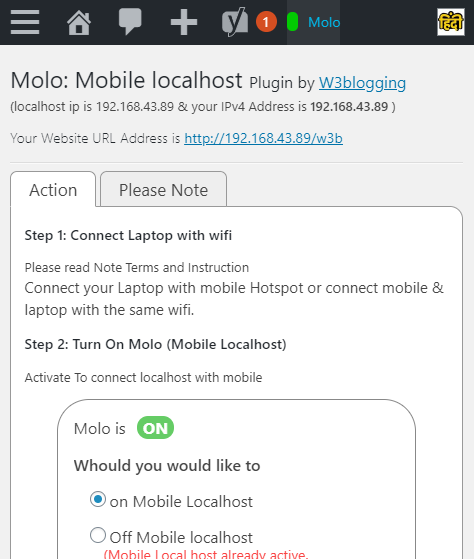 1 Molo हिंदी
Molo: Mobile localhost Plugin by W3blogging
(localhost ip is 192.168.43.89 & your IPv4 Address is 192.168.43.89 )
Your Website URL Address is http://192.168.43.89/w3b
Action Please Note
Step 1: Connect Laptop with wifi
Please read Note Terms and Instruction
Connect your Laptop with mobile Hotspot or connect mobile &
laptop with the same wifi.
Step 2: Turn On Molo (Mobile Localhost)
Activate To connect localhost with mobile
Molo is ON
Whould you would like to
on Mobile Localhost
Off Mobile localhost
(Mobile Local host already active.